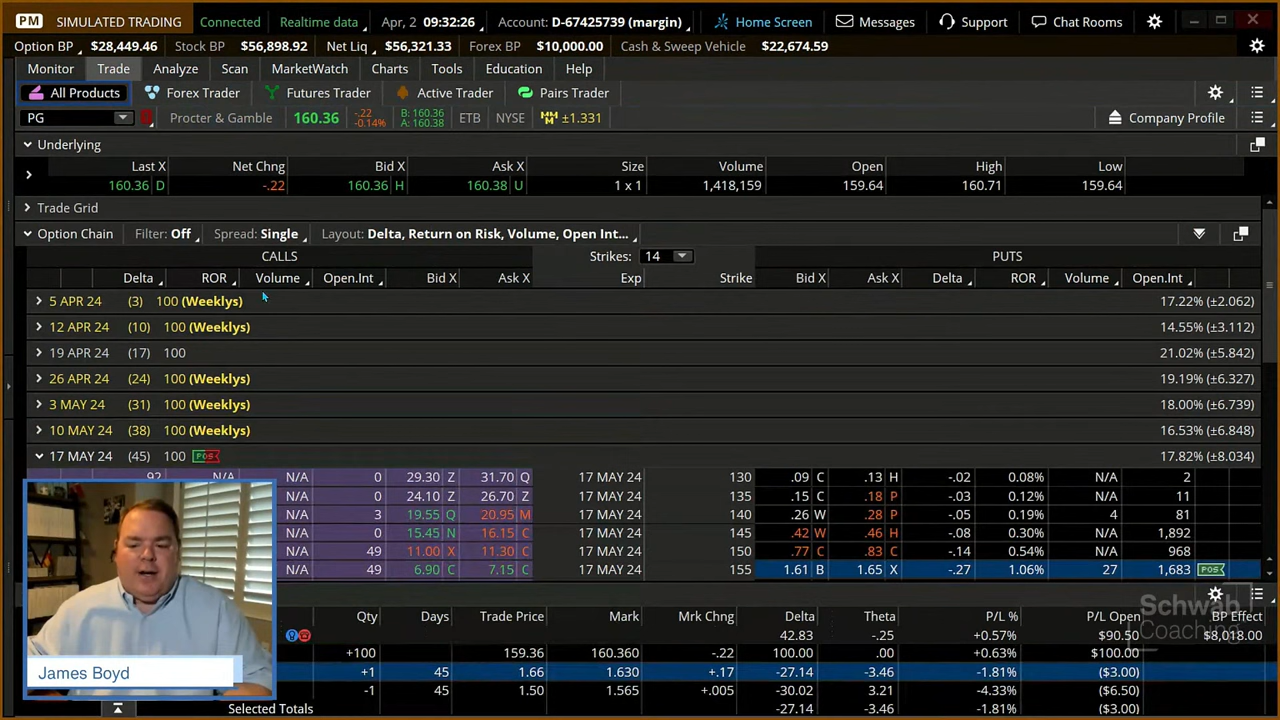 PM SIMULATED TRADING Connected Realtime data Apr, 2 09:32:26 Account: D-67425739 (margin) Home Screen Messages Support Chat Rooms
Option BP $28,449.46 Stock BP $56,898.92 Net Liq $56,321.33 Forex BP $10,000.00 Cash & Sweep Vehicle $22,674.59
Monitor Trade Analyze Scan MarketWatch Charts Tools Education Help
All Products Forex Trader Futures Trader Active Trader Pairs Trader
PG Procter & Gamble 160.36 -.22 -0.14% B: 160.36 A: 160.38 ETB NYSE ±1.331 Company Profile
Underlying
Last X Net Chng Bid X Ask X Size Volume Open High Low
160.36 D -.22 160.36 H 160.38 U 1 x 1 1,418,159 159.64 160.71 159.64
Trade Grid
Option Chain Filter: Off Spread: Single Layout: Delta, Return on Risk, Volume, Open Int...
CALLS Strikes: 14 PUTS
Delta ROR Volume Open.Int Bid X Ask X Exp Strike Bid X Ask X Delta ROR Volume Open.Int
5 APR 24 (3) 100 (Weeklys) 17.22% (±2.062)
12 APR 24 (10) 100 (Weeklys) 14.55% (±3.112)
19 APR 24 (17) 100 21.02% (±5.842)
26 APR 24 (24) 100 (Weeklys) 19.19% (±6.327)
3 MAY 24 (31) 100 (Weeklys) 18.00% (±6.739)
10 MAY 24 (38) 100 (Weeklys) 16.53% (±6.848)
17 MAY 24 (45) 100 POS 17.82% (±8.034)
.92 N/A N/A 0 29.30 Z 31.70 Q 17 MAY 24 130 .09 C .13 H -.02 0.08% N/A 2
N/A 0 24.10 Z 26.70 Z 17 MAY 24 135 .15 C .18 P -.03 0.12% N/A 11
N/A 3 19.55 Q 20.95 M 17 MAY 24 140 .26 W .28 P -.05 0.19% 4 81
N/A 0 15.45 N 16.15 C 17 MAY 24 145 .42 W .46 H -.08 0.30% N/A 1,892
N/A 49 11.00 X 11.30 C 17 MAY 24 150 .77 C .83 C -.14 0.54% N/A 968
N/A 49 6.90 C 7.15 C 17 MAY 24 155 1.61 B 1.65 X -.27 1.06% 27 1,683 POS
Qty Days Trade Price Mark Mrk Chng Delta Theta P/L % P/L Open BP Effect
42.83 -.25 +0.57% $90.50 $8,018.00
+100 159.36 160.360 -.22 100.00 .00 +0.63% $100.00
+1 45 1.66 1.630 +.17 -27.14 -3.46 -1.81% ($3.00)
-1 45 1.50 1.565 +.005 -30.02 3.21 -4.33% ($6.50)
Selected Totals -27.14 -3.46 -1.81% ($3.00)
James Boyd
Schwab
Coaching